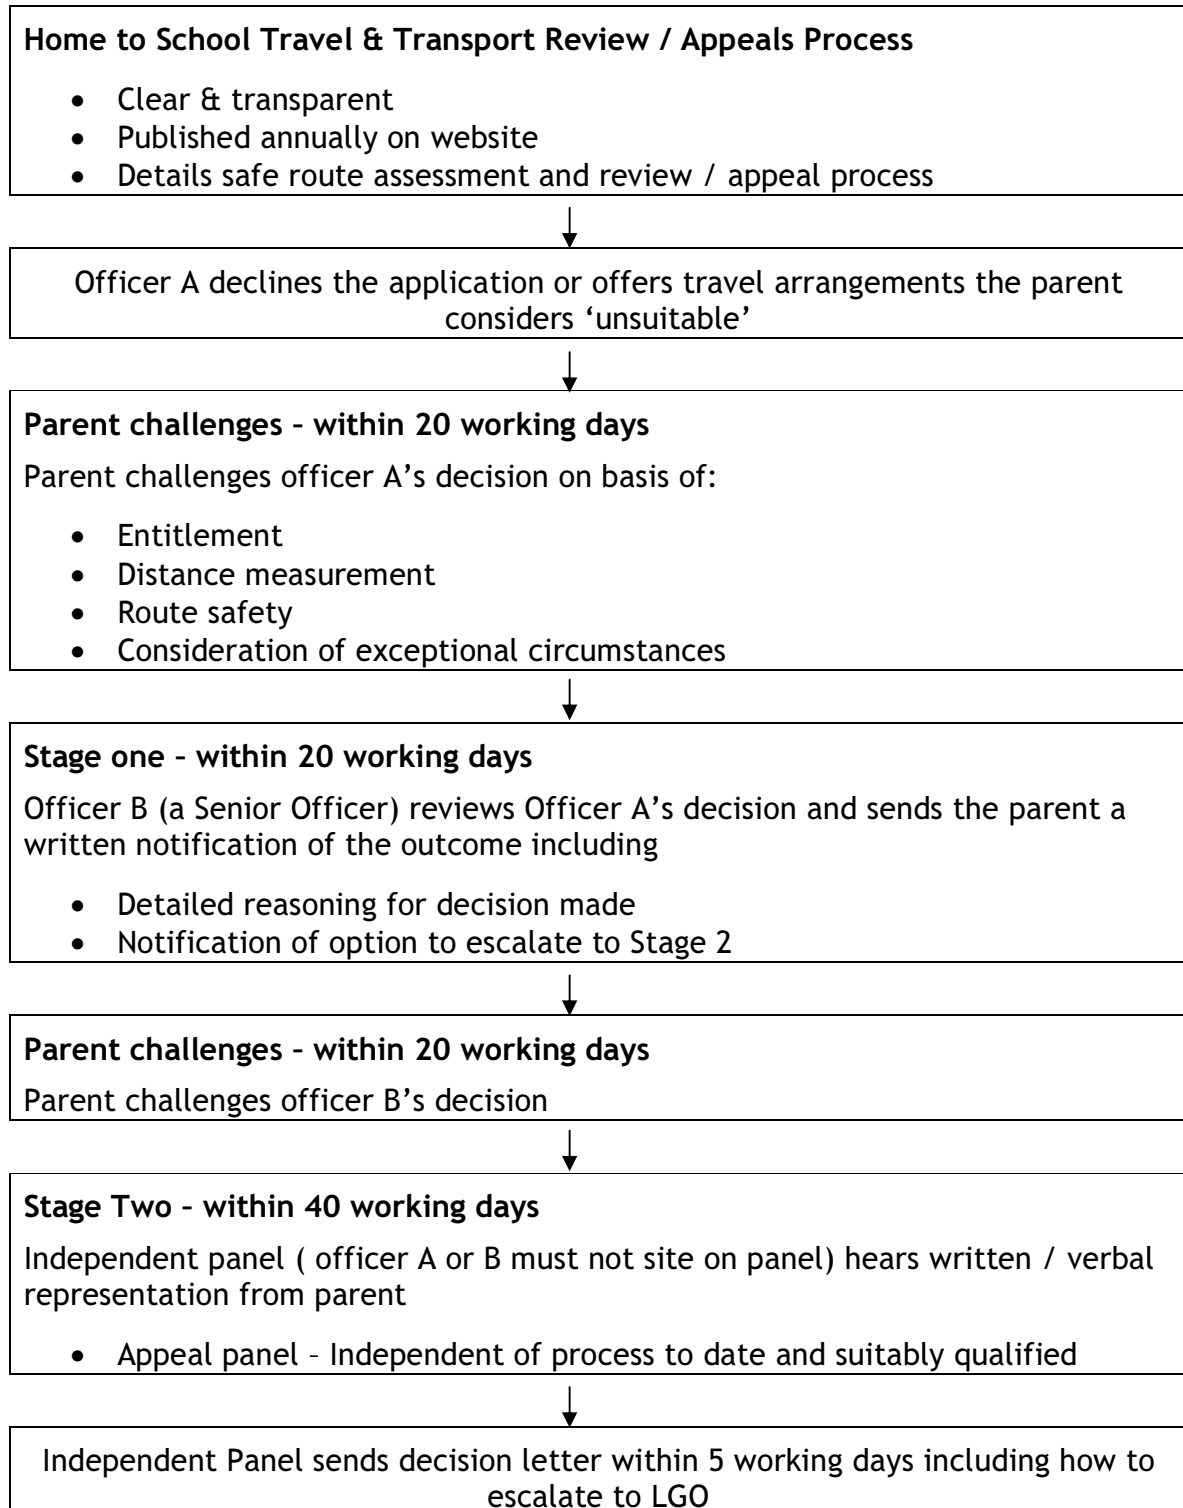 Home to School Travel & Transport Review / Appeals Process
• Clear & transparent
• Published annually on website
• Details safe route assessment and review / appeal process
Officer A declines the application or offers travel arrangements the parent
considers ‘unsuitable’
Parent challenges – within 20 working days
Parent challenges officer A’s decision on basis of:
• Entitlement
• Distance measurement
• Route safety
• Consideration of exceptional circumstances
Stage one – within 20 working days
Officer B (a Senior Officer) reviews Officer A’s decision and sends the parent a
written notification of the outcome including
• Detailed reasoning for decision made
• Notification of option to escalate to Stage 2
Parent challenges – within 20 working days
Parent challenges officer B’s decision
Stage Two – within 40 working days
Independent panel ( officer A or B must not site on panel) hears written / verbal
representation from parent
• Appeal panel – Independent of process to date and suitably qualified
Independent Panel sends decision letter within 5 working days including how to
escalate to LGO